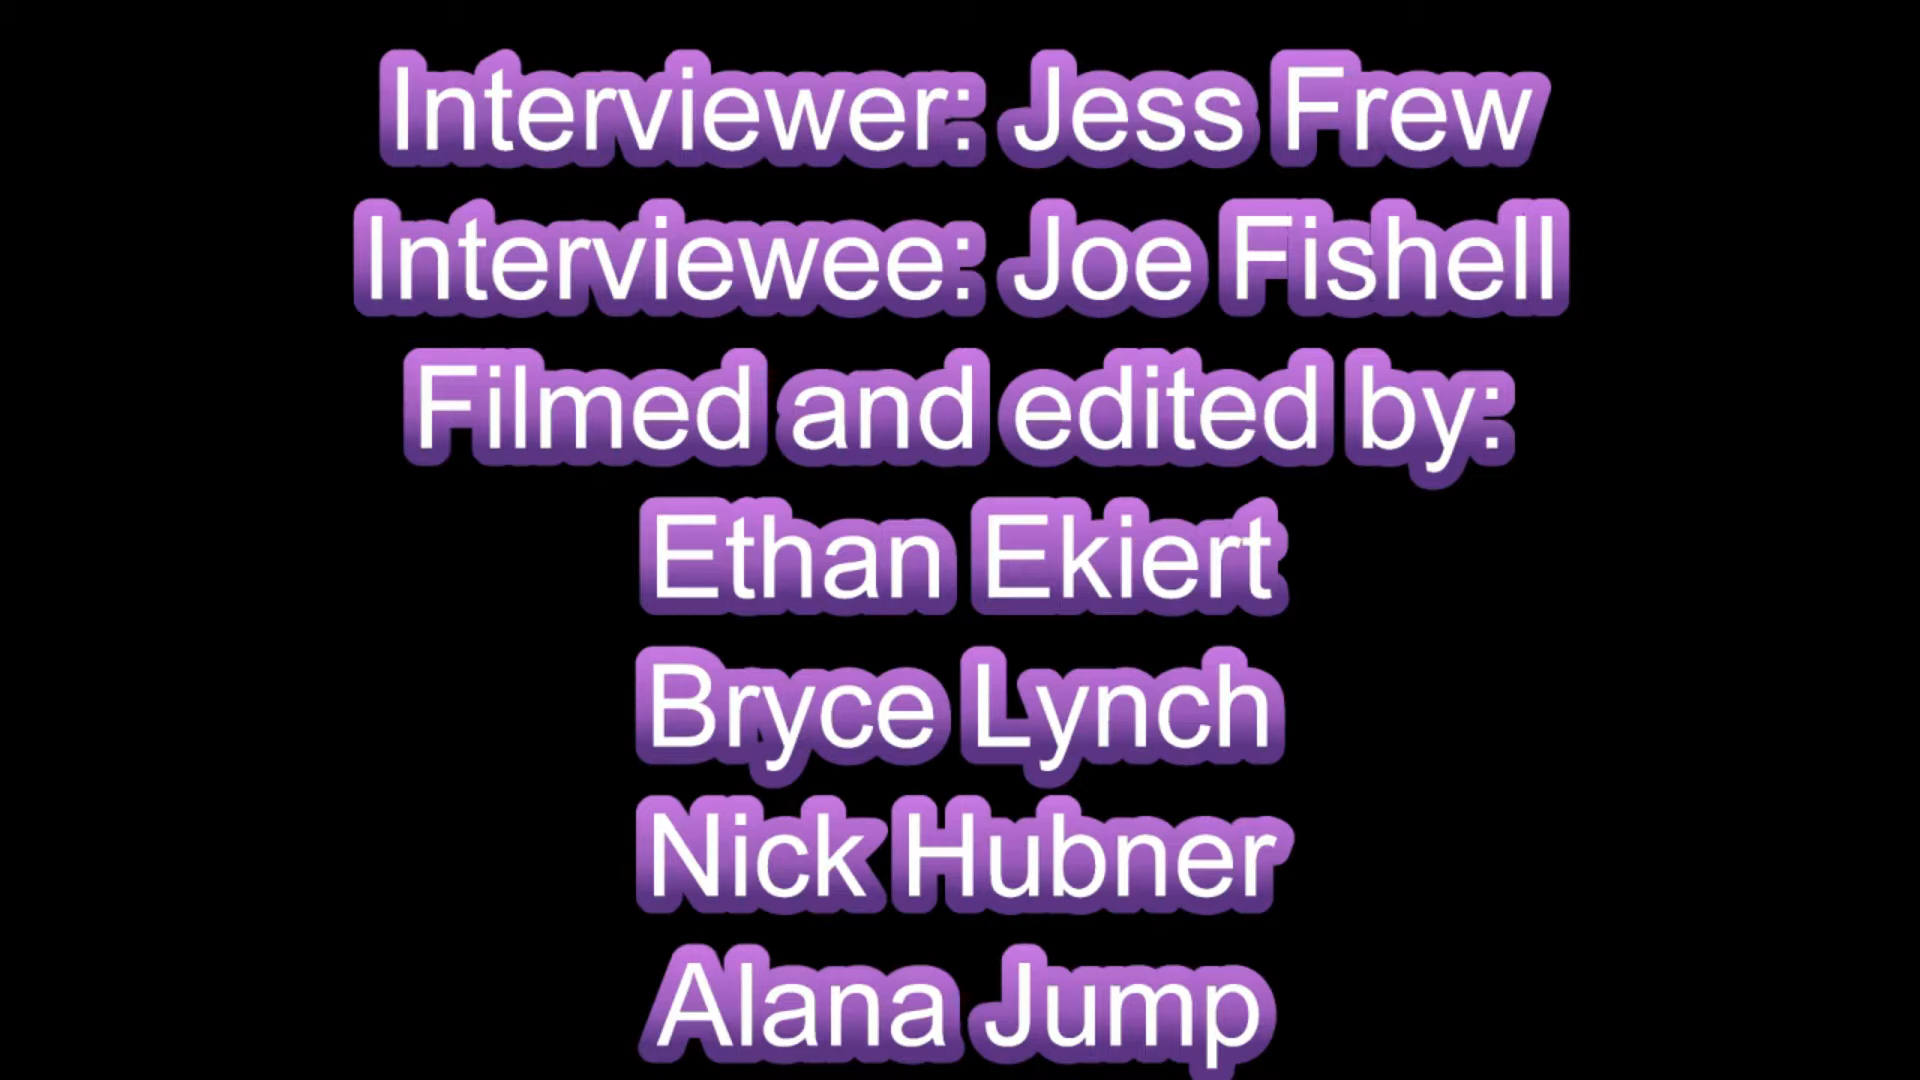 Interviewer: Jess Frew
Interviewee: Joe Fishell
Filmed and edited by:
Ethan Ekiert
Bryce Lynch
Nick Hubner
Alana Jump